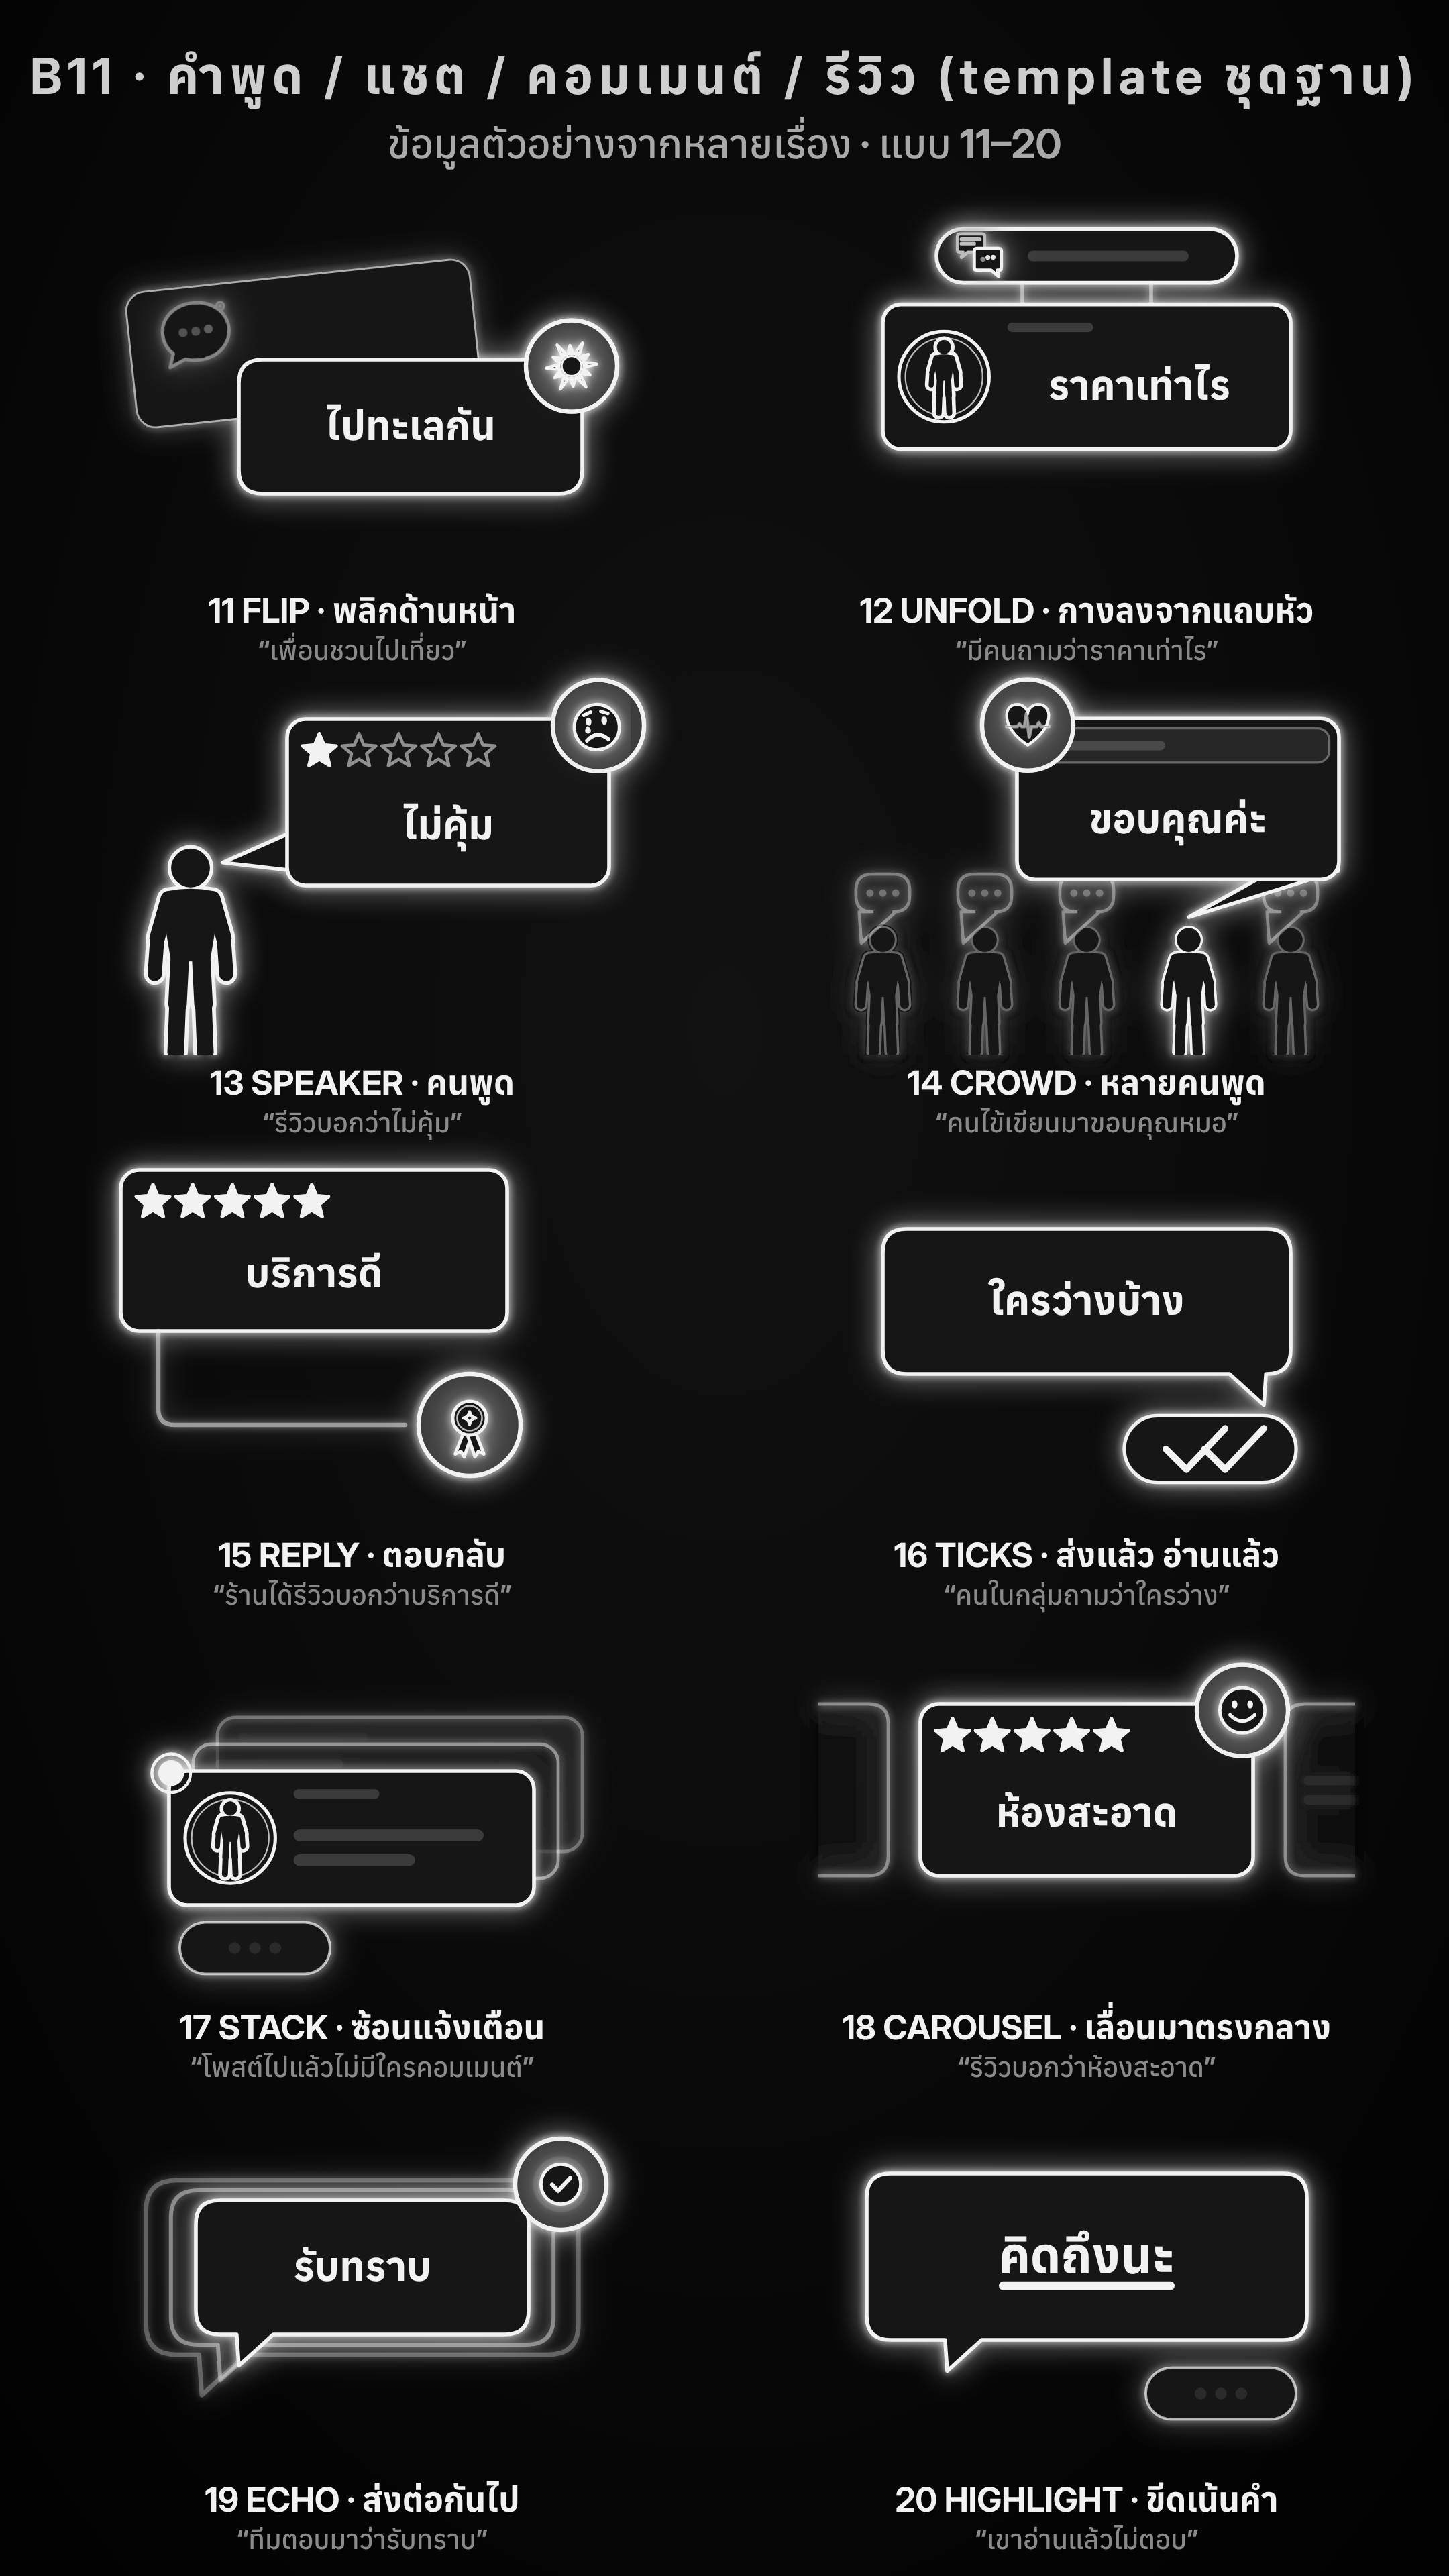 B11 · คำพูด / แชต / คอมเมนต์ / รีวิว (template ชุดฐาน)
ข้อมูลตัวอย่างจากหลายเรื่อง · แบบ 11–20
ไปทะเลกัน
ราคาเท่าไร
11 FLIP · พลิกด้านหน้า
12 UNFOLD · กางลงจากแถบหัว
“เพื่อนชวนไปเที่ยว”
“มีคนถามว่าราคาเท่าไร”
ไม่คุ้ม
ขอบคุณค่ะ
13 SPEAKER · คนพูด
14 CROWD · หลายคนพูด
“รีวิวบอกว่าไม่คุ้ม”
“คนไข้เขียนมาขอบคุณหมอ”
บริการดี
ใครว่างบ้าง
15 REPLY · ตอบกลับ
16 TICKS · ส่งแล้ว อ่านแล้ว
“ร้านได้รีวิวบอกว่าบริการดี”
“คนในกลุ่มถามว่าใครว่าง”
ห้องสะอาด
17 STACK · ซ้อนแจ้งเตือน
18 CAROUSEL · เลื่อนมาตรงกลาง
“โพสต์ไปแล้วไม่มีใครคอมเมนต์”
“รีวิวบอกว่าห้องสะอาด”
รับทราบ
คิดถึงนะ
19 ECHO · ส่งต่อกันไป
20 HIGHLIGHT · ขีดเน้นคำ
“ทีมตอบมาว่ารับทราบ”
“เขาอ่านแล้วไม่ตอบ”